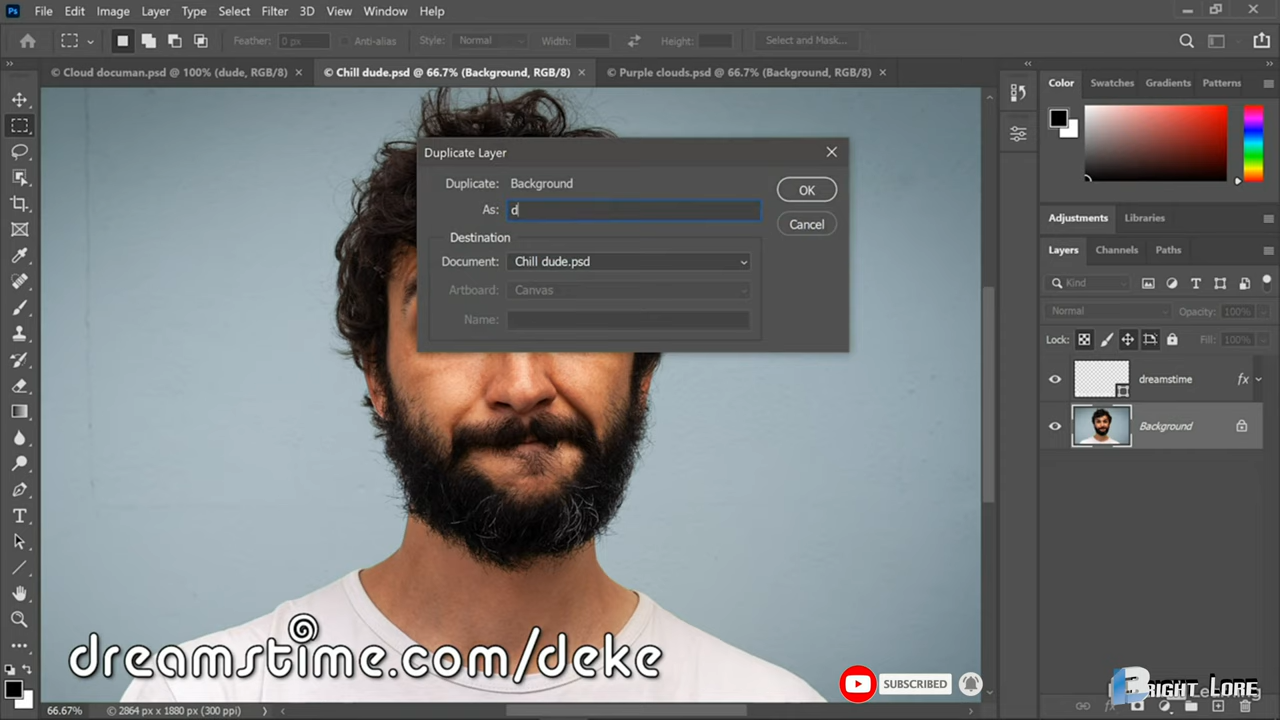 Ps File Edit Image Layer Type Select Filter 3D View Window Help
Feather: 0 px Anti-alias Style: Normal Width: Height: Select and Mask...
© Cloud documan.psd @ 100% (dude, RGB/8) × © Chill dude.psd @ 66.7% (Background, RGB/8) × © Purple clouds.psd @ 66.7% (Background, RGB/8) ×
Color Swatches Gradients Patterns
Duplicate Layer
Duplicate: Background
OK
As: d
Cancel
Destination
Document: Chill dude.psd
Artboard: Canvas
Name:
Adjustments Libraries
Layers Channels Paths
Kind
Normal Opacity: 100%
Lock: Fill: 100%
dreamstime fx
Background
dreamstime.com/deke
SUBSCRIBED
BRIGHT LORE
66.67% 2864 px x 1880 px (300 ppi)